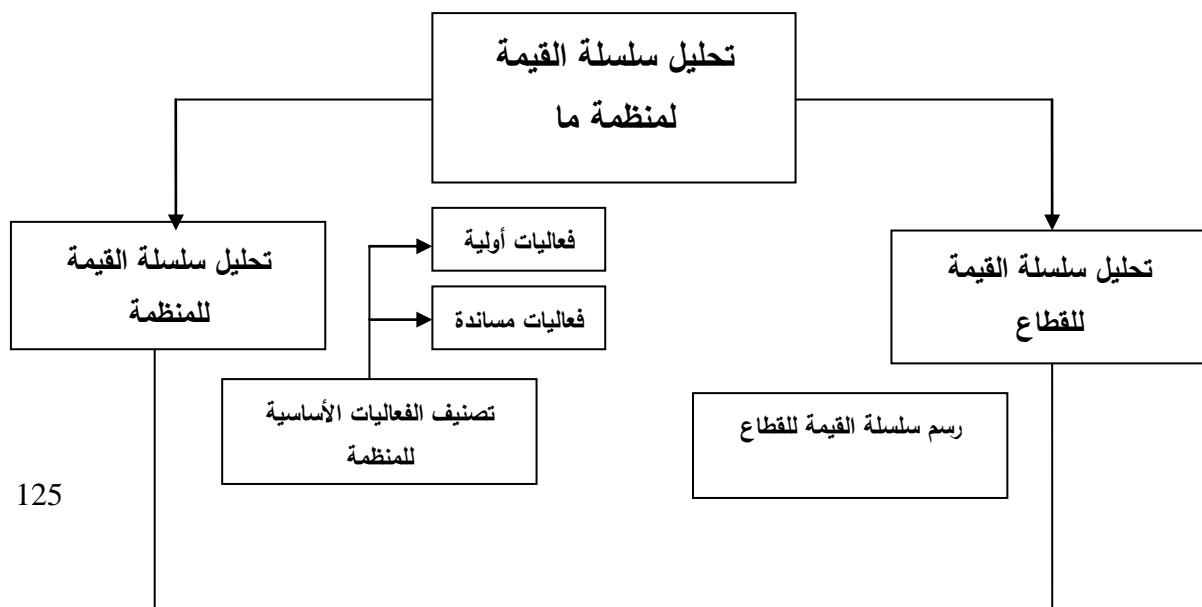 تحليل سلسلة القيمة
لمنظمة ما
تحليل سلسلة القيمة
للقطاع
فعاليات أولية
فعاليات مساندة
تحليل سلسلة القيمة
للمنظمة
رسم سلسلة القيمة للقطاع
تصنيف الفعاليات الأساسية
للمنظمة
125